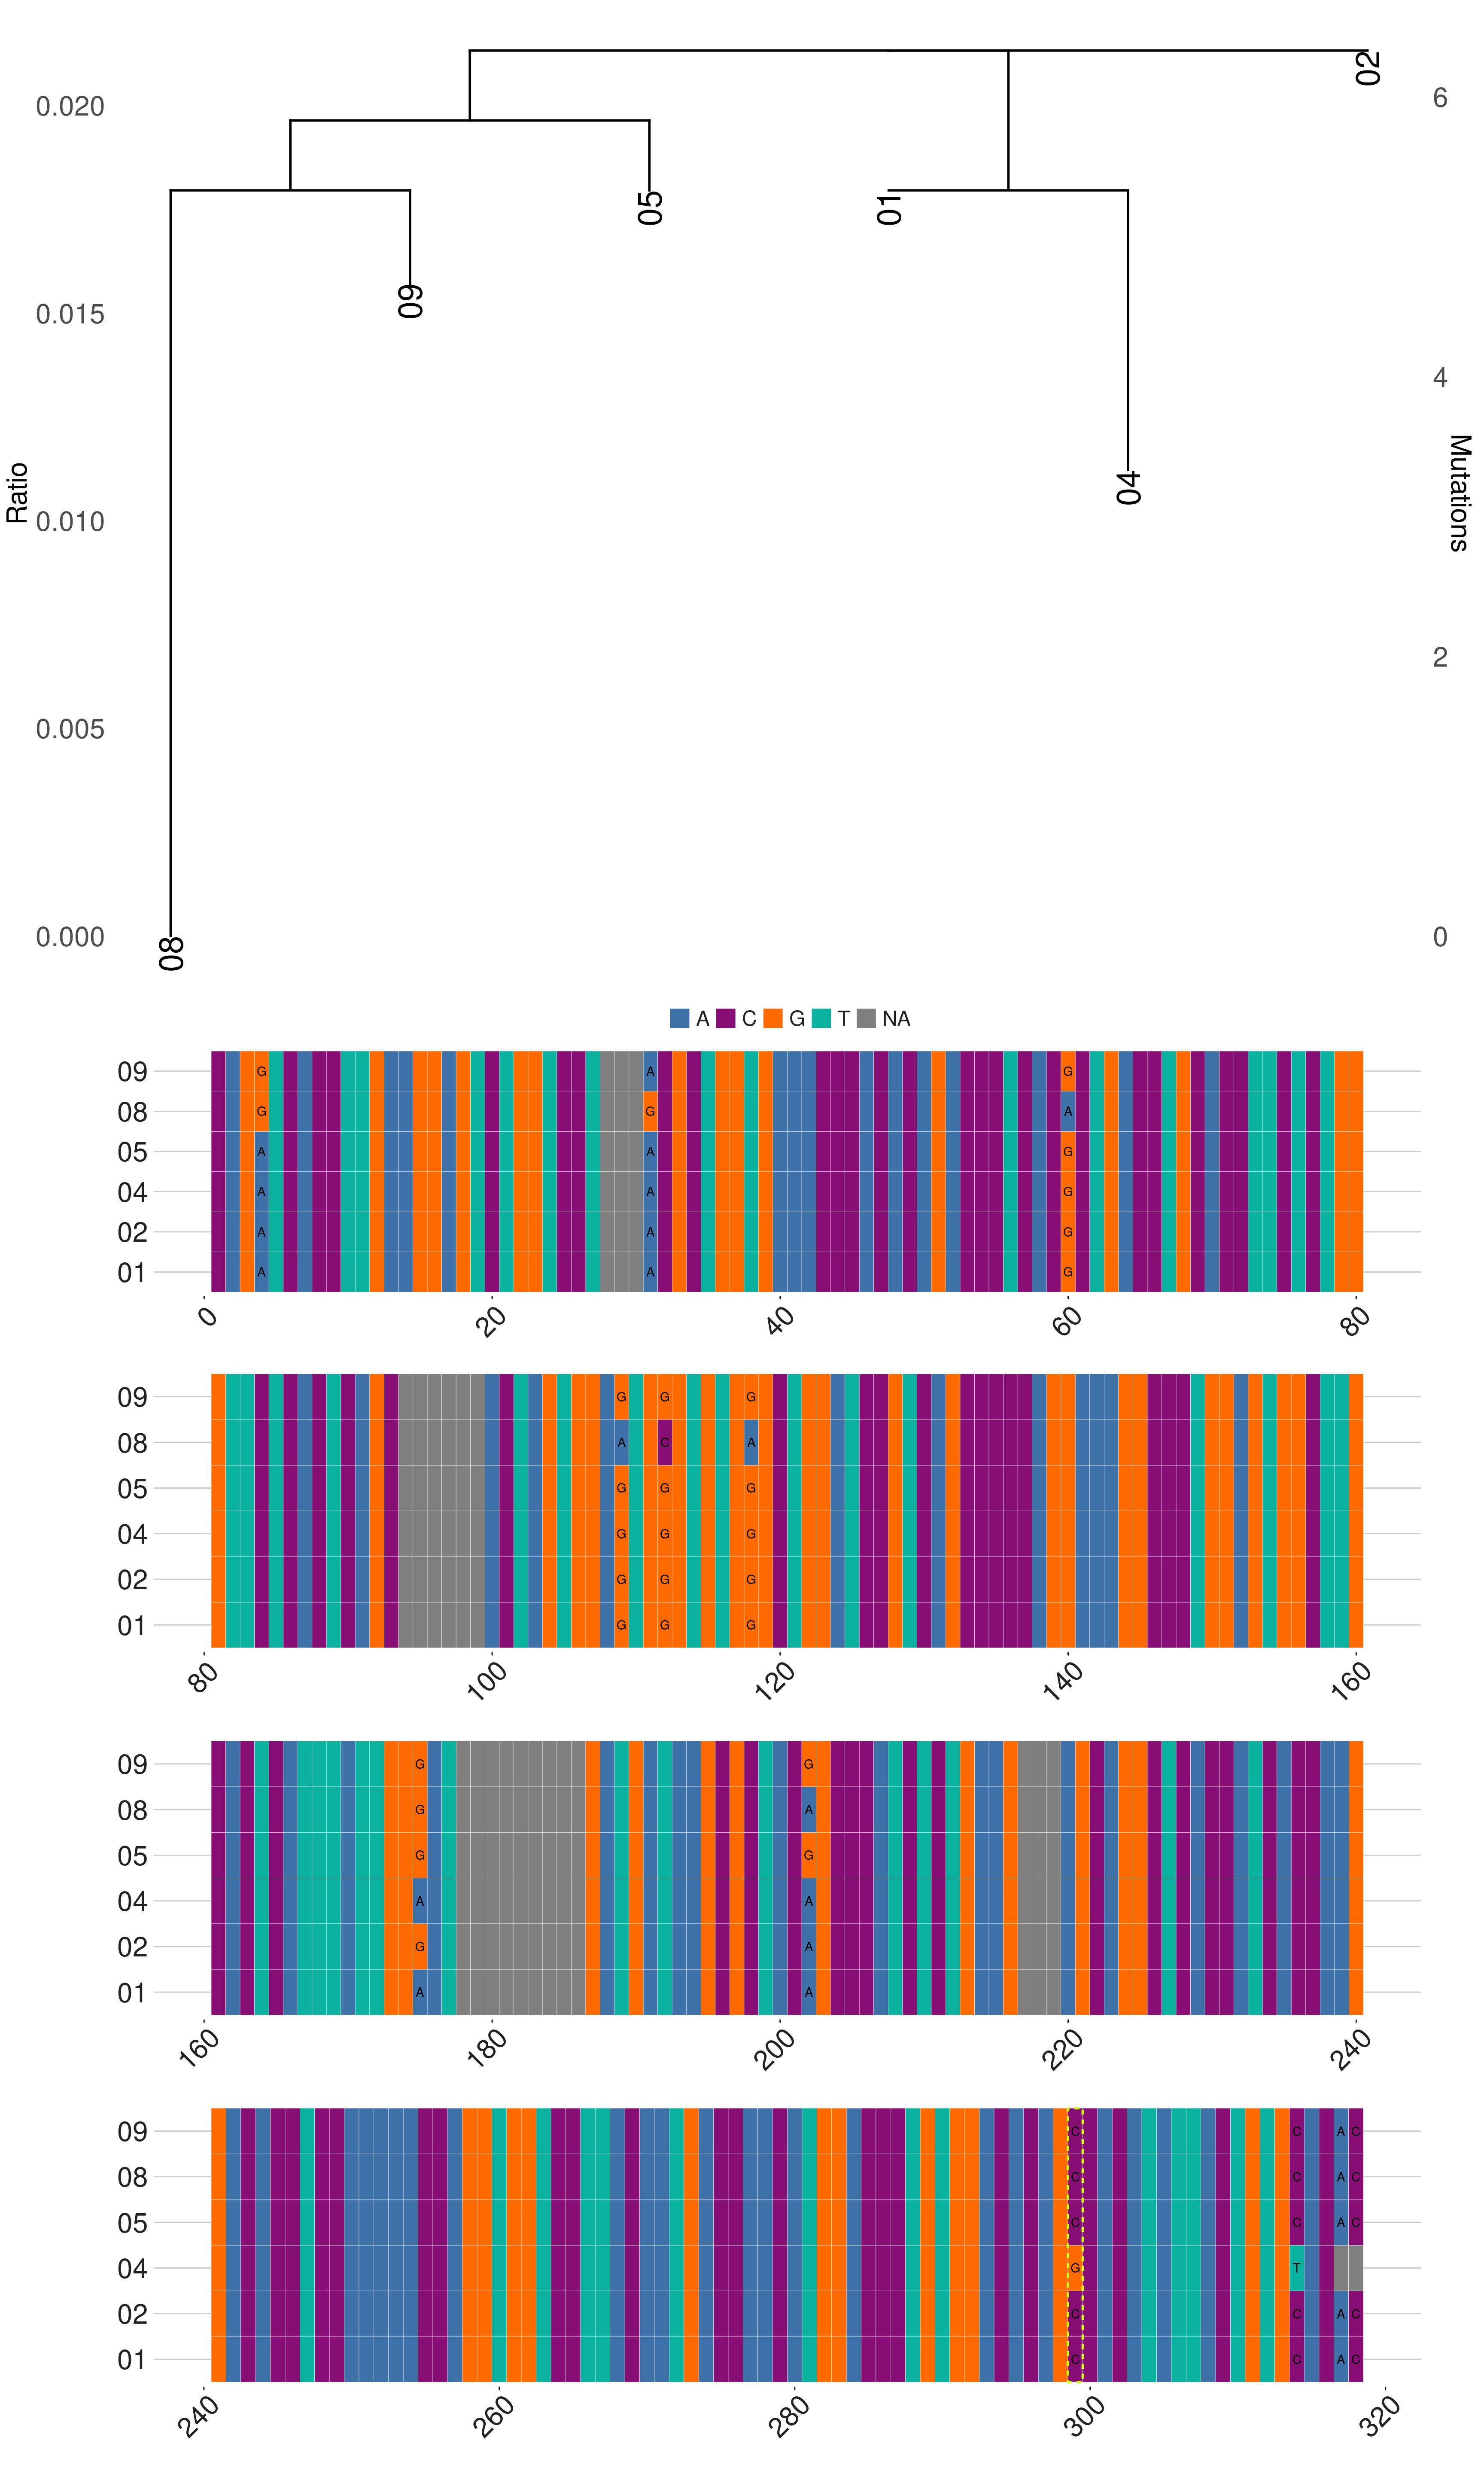 02
0.020
6
05
01
09
0.015
4
Ratio
Mutations
04
0.010
2
0.005
0.000
0
08
A C G T NA
09 G A G
08 G G A
05 A A G
04 A A G
02 A A G
01 A A G
0 20 40 60 80
09 G G G
08 A C A
05 G G G
04 G G G
02 G G G
01 G G G
80 100 120 140 160
09 G G
08 G A
05 G G
04 A A
02 G A
01 A A
160 180 200 220 240
09 C C A C
08 C C A C
05 C C A C
04 G T
02 C C A C
01 C C A C
240 260 280 300 320